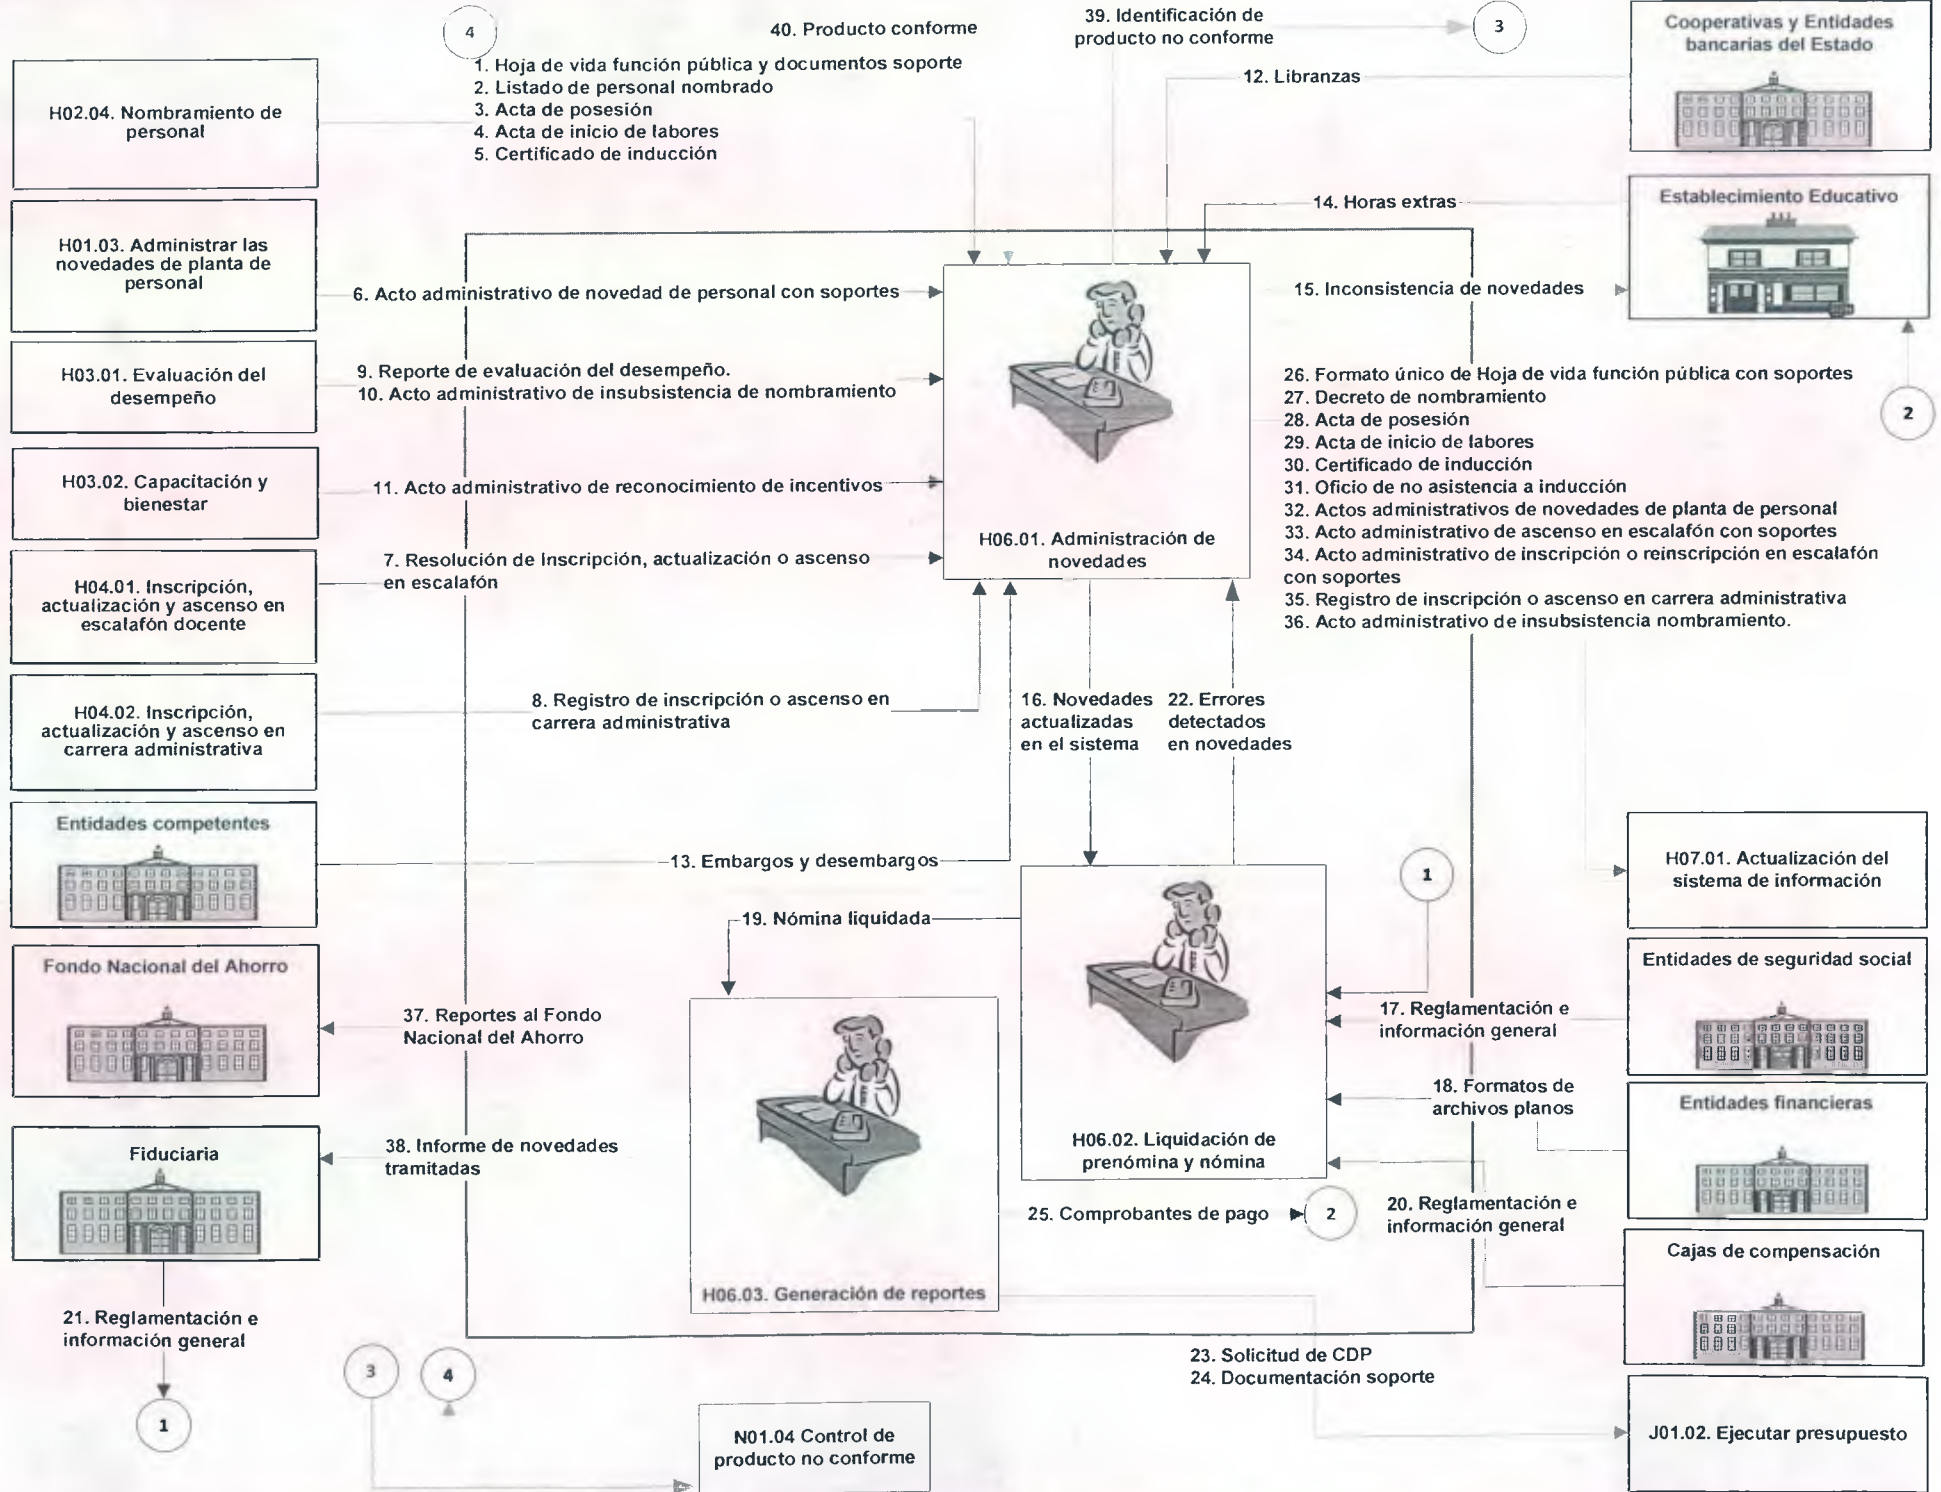 4
40. Producto conforme
39. Identificación de
producto no conforme
3
Cooperativas y Entidades
bancarias del Estado
H02.04. Nombramiento de
personal
1. Hoja de vida función pública y documentos soporte
2. Listado de personal nombrado
3. Acta de posesión
4. Acta de inicio de labores
5. Certificado de inducción
12. Libranzas
14. Horas extras
Establecimiento Educativo
H01.03. Administrar las
novedades de planta de
personal
6. Acto administrativo de novedad de personal con soportes
15. Inconsistencia de novedades
H03.01. Evaluación del
desempeño
9. Reporte de evaluación del desempeño.
10. Acto administrativo de insubsistencia de nombramiento
2
H03.02. Capacitación y
bienestar
11. Acto administrativo de reconocimiento de incentivos
H06.01. Administración de
novedades
26. Formato único de Hoja de vida función pública con soportes
27. Decreto de nombramiento
28. Acta de posesión
29. Acta de inicio de labores
30. Certificado de inducción
31. Oficio de no asistencia a inducción
32. Actos administrativos de novedades de planta de personal
33. Acto administrativo de ascenso en escalafón con soportes
34. Acto administrativo de inscripción o reinscripción en escalafón
con soportes
35. Registro de inscripción o ascenso en carrera administrativa
36. Acto administrativo de insubsistencia nombramiento.
H04.01. Inscripción,
actualización y ascenso en
escalafón docente
7. Resolución de Inscripción, actualización o ascenso
en escalafón
H04.02. Inscripción,
actualización y ascenso en
carrera administrativa
8. Registro de inscripción o ascenso en
carrera administrativa
16. Novedades
actualizadas
en el sistema
22. Errores
detectados
en novedades
Entidades competentes
13. Embargos y desembargos
1
H07.01. Actualización del
sistema de información
19. Nómina liquidada
Fondo Nacional del Ahorro
37. Reportes al Fondo
Nacional del Ahorro
17. Reglamentación e
información general
Entidades de seguridad social
18. Formatos de
archivos planos
Entidades financieras
H06.02. Liquidación de
prenómina y nómina
Fiduciaria
38. Informe de novedades
tramitadas
25. Comprobantes de pago
2
20. Reglamentación e
información general
Cajas de compensación
H06.03. Generación de reportes
21. Reglamentación e
información general
1
3
4
23. Solicitud de CDP
24. Documentación soporte
N01.04 Control de
producto no conforme
J01.02. Ejecutar presupuesto